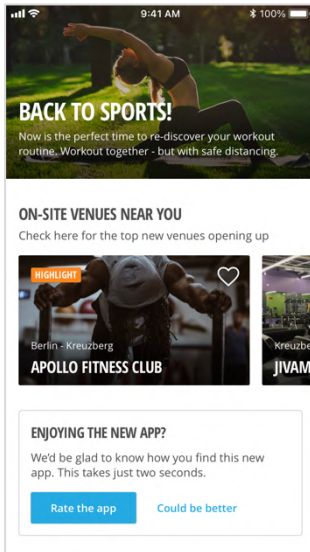 9:41 AM
100%
BACK TO SPORTS!
Now is the perfect time to re-discover your workout
routine. Workout together - but with safe distancing.
ON-SITE VENUES NEAR YOU
Check here for the top new venues opening up
HIGHLIGHT
Berlin - Kreuzberg
APOLLO FITNESS CLUB
Kreuzbe
JIVAM
ENJOYING THE NEW APP?
We'd be glad to know how you find this new
app. This takes just two seconds.
Rate the app
Could be better